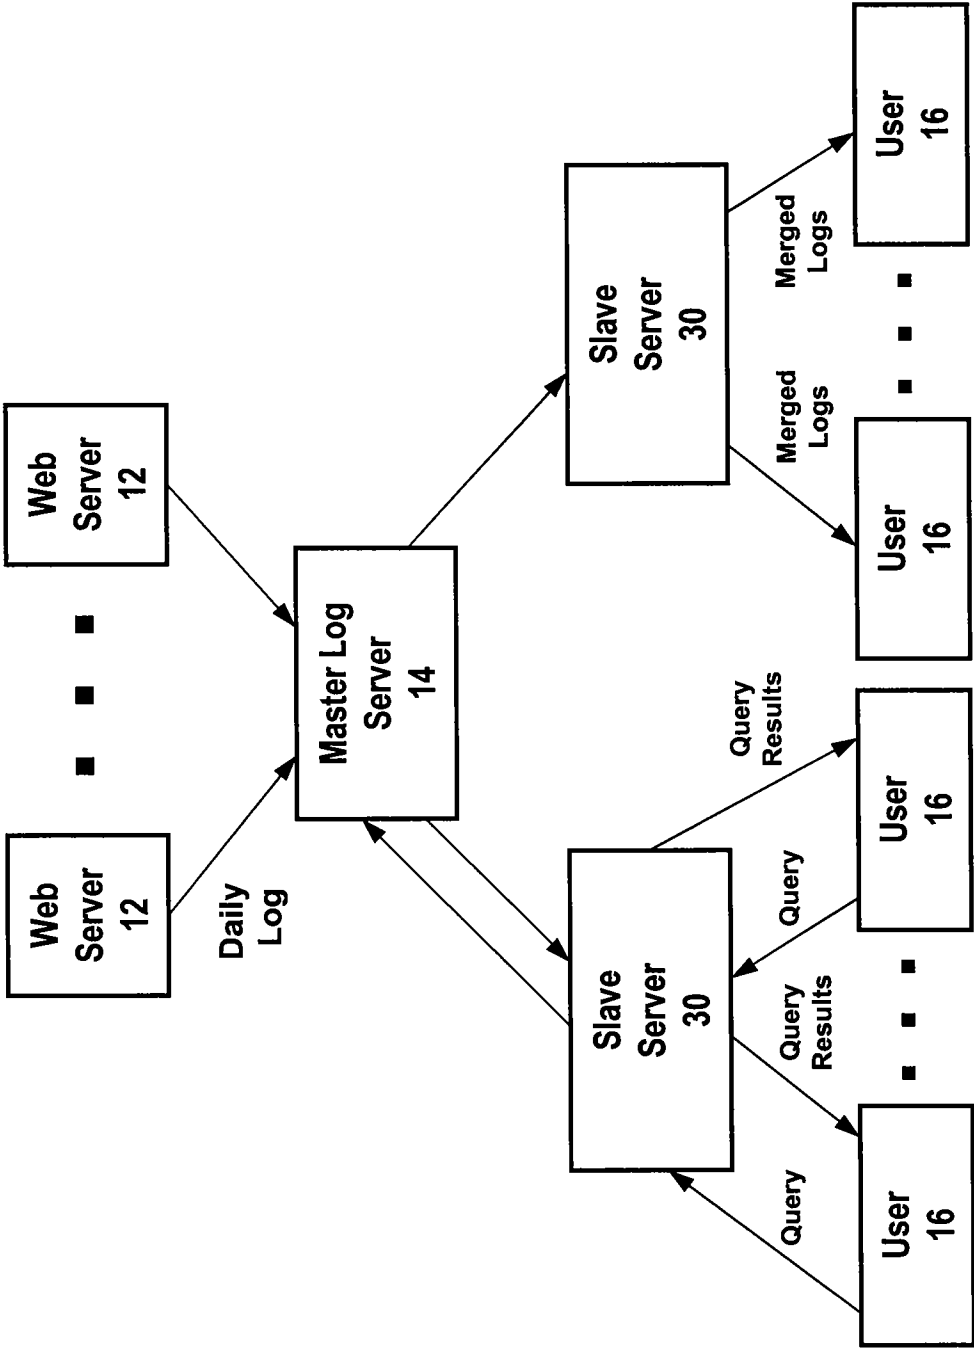 Web
Server
12
Web
Server
12
Daily
Log
Master Log
Server
14
Slave
Server
30
Slave
Server
30
Query
Query
Results
Query
Query
Results
Merged
Logs
Merged
Logs
User
16
User
16
User
16
User
16